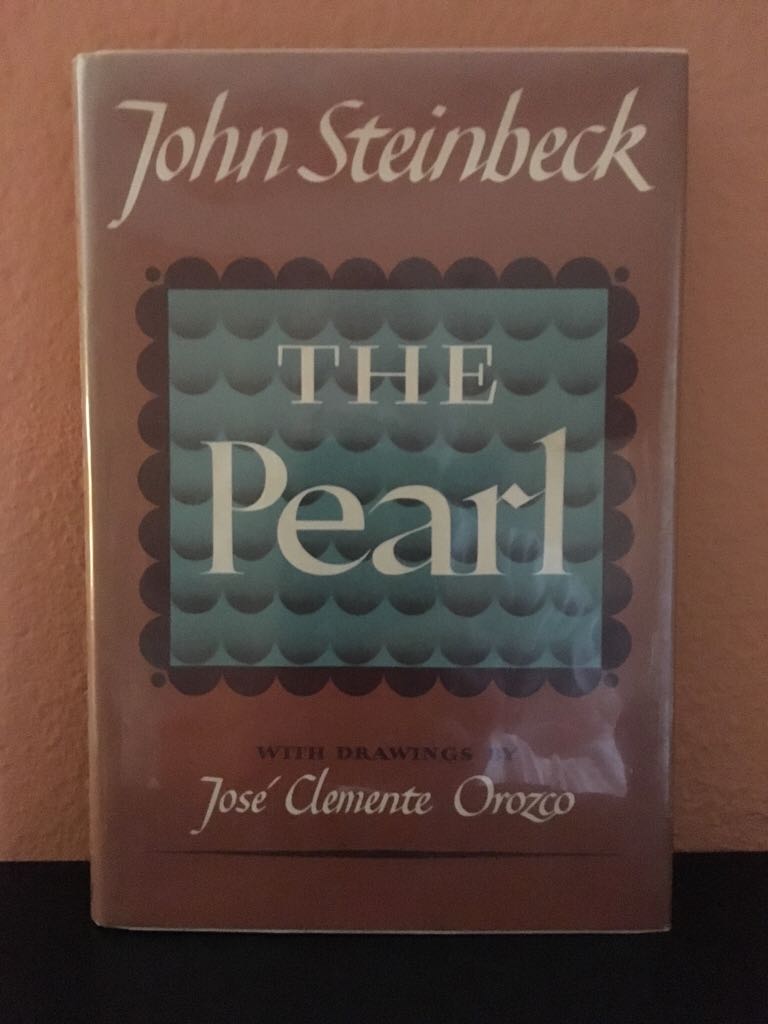 John Steinbeck
THE
Pearl
WITH DRAWINGS BY
José Clemente Orozco